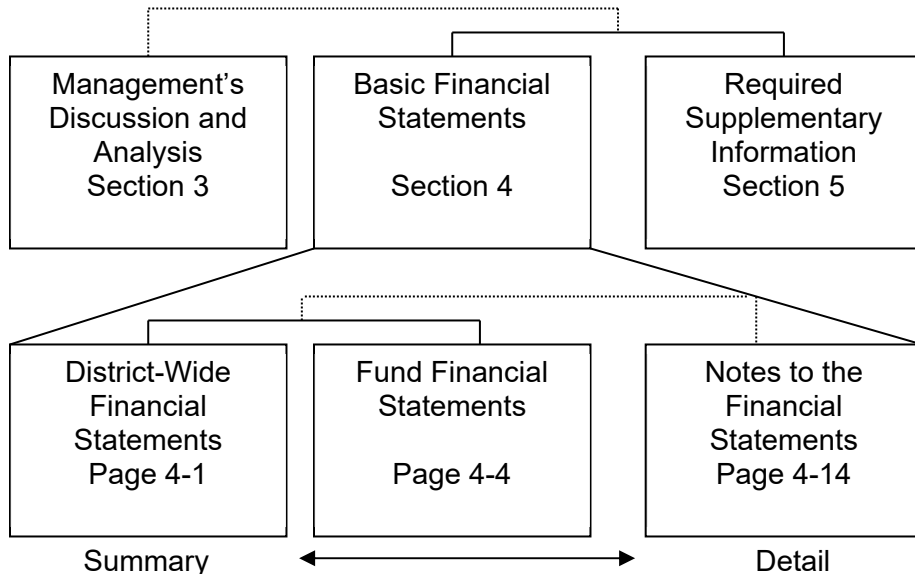 Management’s
Discussion and
Analysis
Section 3
Basic Financial
Statements
Section 4
Required
Supplementary
Information
Section 5
District-Wide
Financial
Statements
Page 4-1
Fund Financial
Statements
Page 4-4
Notes to the
Financial
Statements
Page 4-14
Summary
Detail